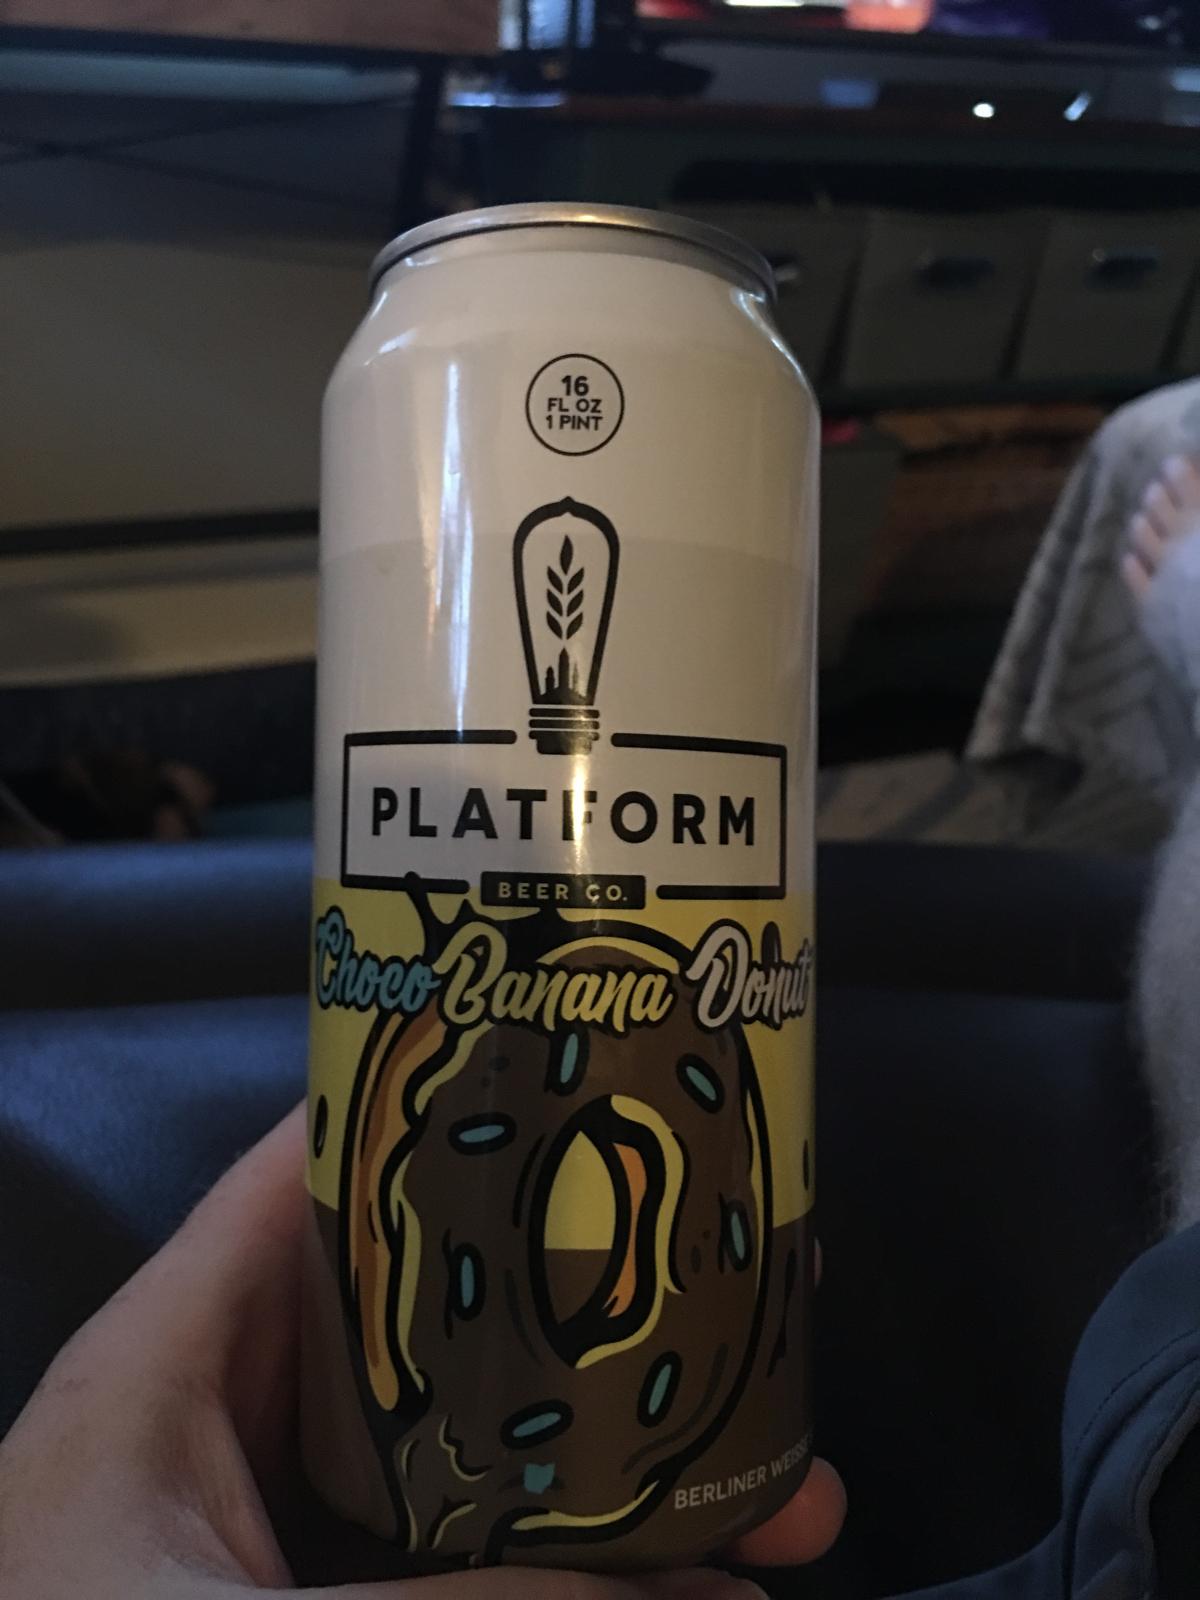 16
FL OZ
1 PINT
PLATFORM
BEER CO.
Choco Banana Donut
BERLINER WEISSE